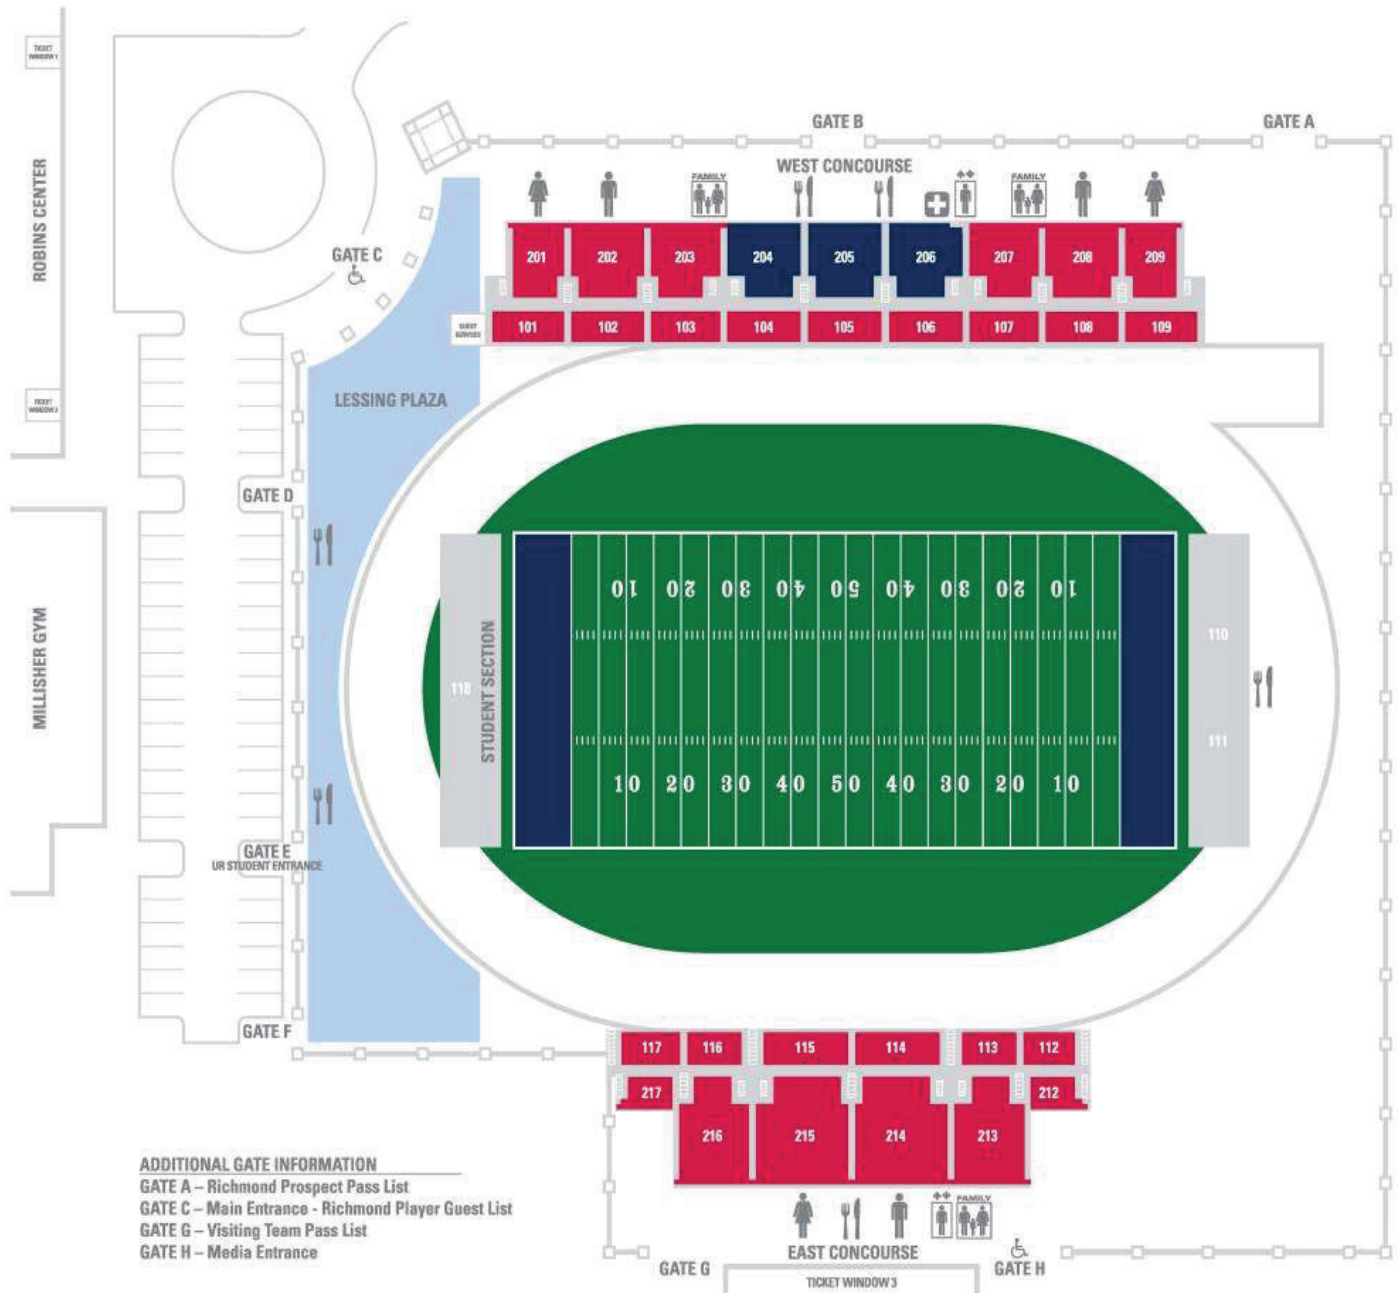 TICKET
WINDOW 1
ROBINS CENTER
TICKET
WINDOW 2
MILLISHER GYM
GATE B
GATE A
WEST CONCOURSE
FAMILY
FAMILY
GATE C
201 202 203 204 205 206 207 208 209
GUEST
SERVICES
101 102 103 104 105 106 107 108 109
LESSING PLAZA
GATE D
10 20 30 40 50 40 30 20 10
STUDENT SECTION
118
110
111
10 20 30 40 50 40 30 20 10
GATE E
UR STUDENT ENTRANCE
GATE F
117 116 115 114 113 112
217 212
216 215 214 213
ADDITIONAL GATE INFORMATION
GATE A – Richmond Prospect Pass List
GATE C – Main Entrance - Richmond Player Guest List
GATE G – Visiting Team Pass List
GATE H – Media Entrance
FAMILY
EAST CONCOURSE
GATE G
GATE H
TICKET WINDOW 3